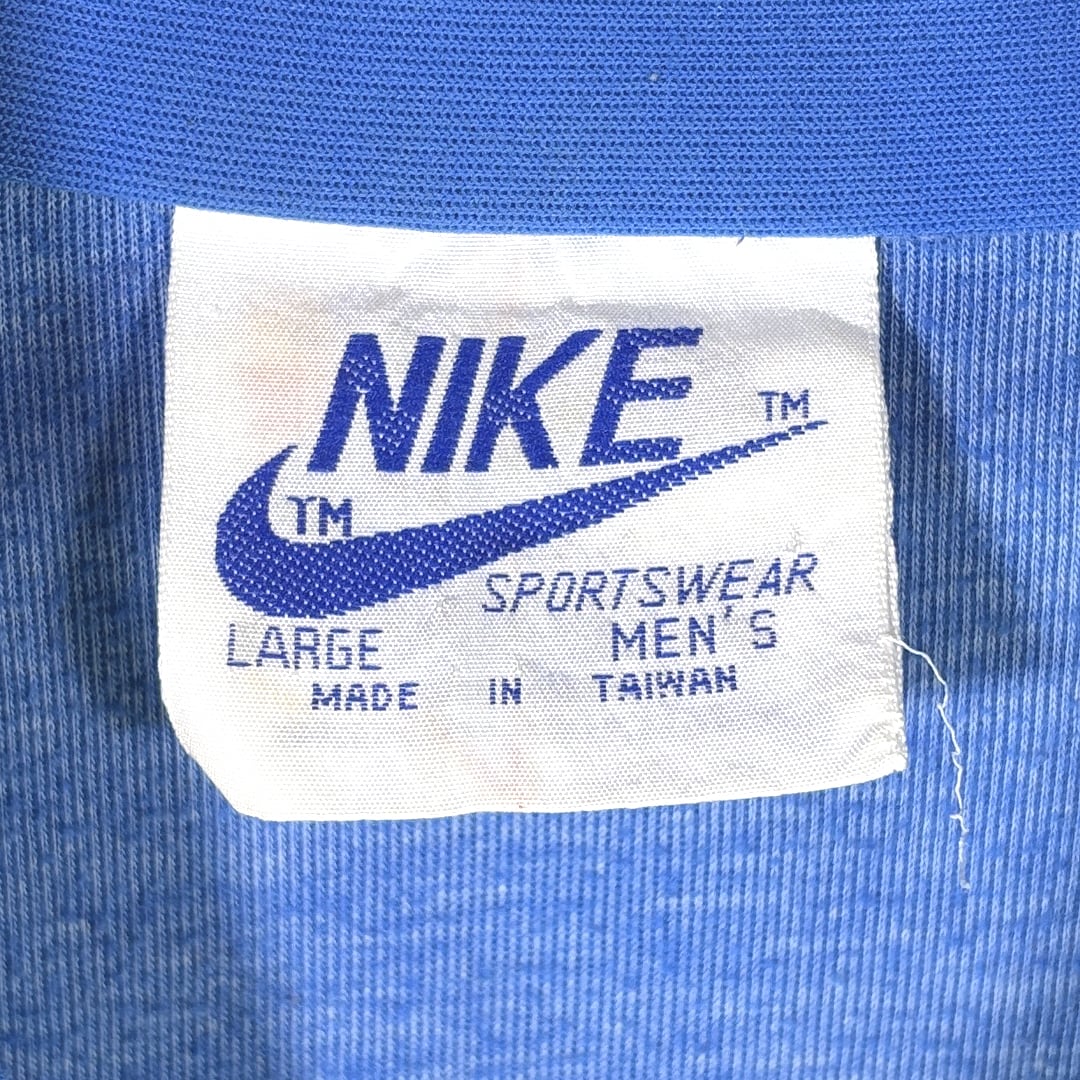 NIKE TM
TM
SPORTSWEAR
LARGE MEN'S
MADE IN TAIWAN